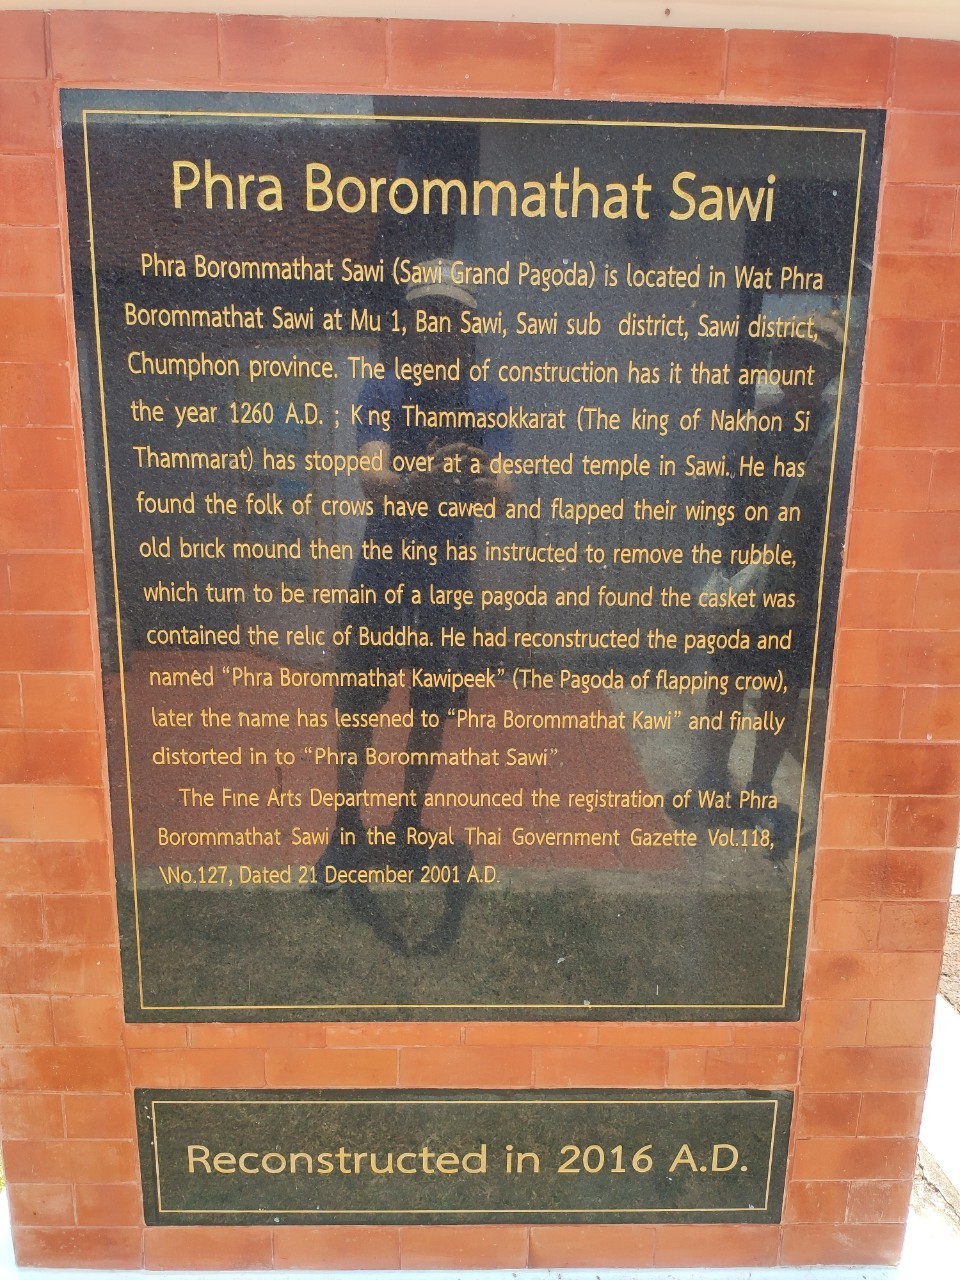 Phra Borommathat Sawi
Phra Borommathat Sawi (Sawi Grand Pagoda) is located in Wat Phra
Borommathat Sawi at Mu 1, Ban Sawi, Sawi sub district, Sawi district,
Chumphon province. The legend of construction has it that amount
the year 1260 A.D. ; K ng Thammasokkarat (The king of Nakhon Si
Thammarat) has stopped over at a deserted temple in Sawi. He has
found the folk of crows have cawed and flapped their wings on an
old brick mound then the king has instructed to remove the rubble,
which turn to be remain of a large pagoda and found the casket was
contained the relic of Buddha. He had reconstructed the pagoda and
named “Phra Borommathat Kawipeek” (The Pagoda of flapping crow),
later the name has lessened to “Phra Borommathat Kawi” and finally
distorted in to “Phra Borommathat Sawi”.
The Fine Arts Department announced the registration of Wat Phra
Borommathat Sawi in the Royal Thai Government Gazette Vol.118,
\No.127, Dated 21 December 2001 A.D.
Reconstructed in 2016 A.D.